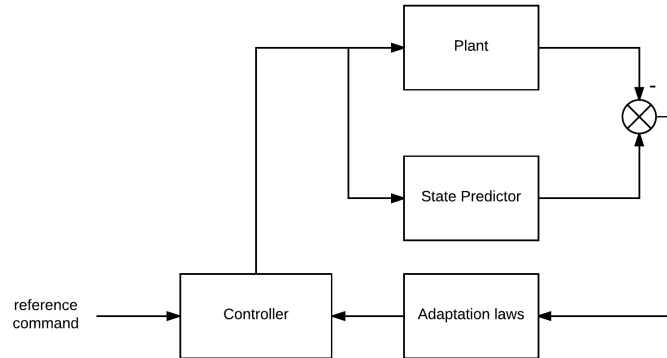 Plant
-
State Predictor
reference
command
Controller
Adaptation laws